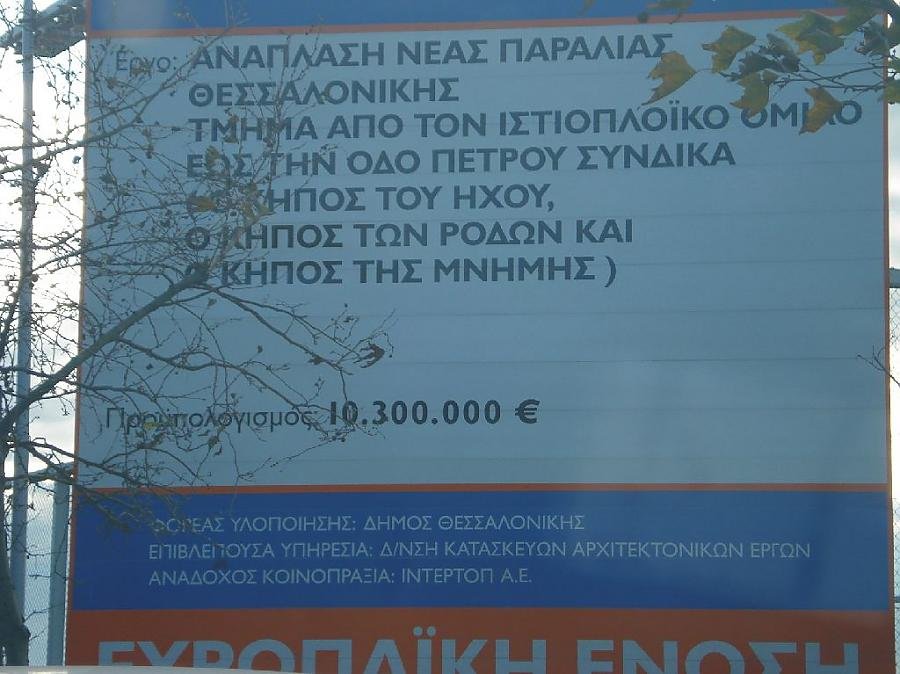 Έργο: ΑΝΑΠΛΑΣΗ ΝΕΑΣ ΠΑΡΑΛΙΑΣ
ΘΕΣΣΑΛΟΝΙΚΗΣ
ΤΜΗΜΑ ΑΠΟ ΤΟΝ ΙΣΤΙΟΠΛΟΪΚΟ ΟΜΙΛΟ
ΕΩΣ ΤΗΝ ΟΔΟ ΠΕΤΡΟΥ ΣΥΝΔΙΚΑ
ΚΗΠΟΣ ΤΟΥ ΗΧΟΥ,
Ο ΚΗΠΟΣ ΤΩΝ ΡΟΔΩΝ ΚΑΙ
Ο ΚΗΠΟΣ ΤΗΣ ΜΝΗΜΗΣ )
Προϋπολογισμός: 10.300.000 €
ΦΟΡΕΑΣ ΥΛΟΠΟΙΗΣΗΣ: ΔΗΜΟΣ ΘΕΣΣΑΛΟΝΙΚΗΣ
ΕΠΙΒΛΕΠΟΥΣΑ ΥΠΗΡΕΣΙΑ: Δ/ΝΣΗ ΚΑΤΑΣΚΕΥΩΝ ΑΡΧΙΤΕΚΤΟΝΙΚΩΝ ΕΡΓΩΝ
ΑΝΑΔΟΧΟΣ ΚΟΙΝΟΠΡΑΞΙΑ: ΙΝΤΕΡΤΟΠ Α.Ε.
ΕΥΡΩΠΑΪΚΗ ΕΝΩΣΗ